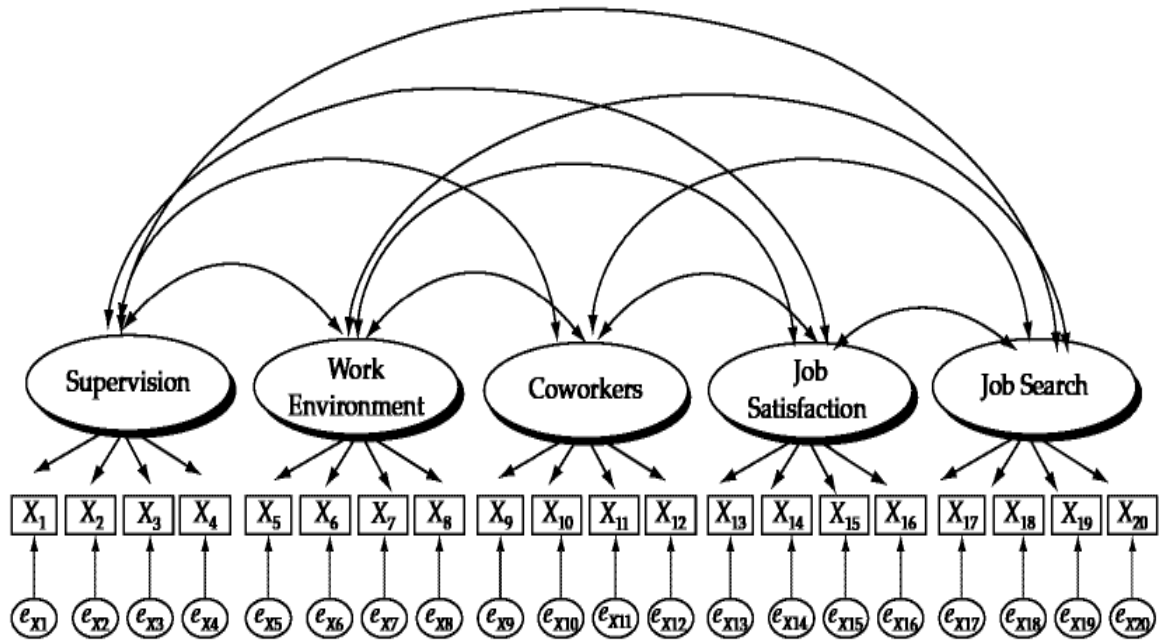 Supervision
Work
Environment
Coworkers
Job
Satisfaction
Job Search
X1 X2 X3 X4 X5 X6 X7 X8 X9 X10 X11 X12 X13 X14 X15 X16 X17 X18 X19 X20
eX1 eX2 eX3 eX4 eX5 eX6 eX7 eX8 eX9 eX10 eX11 eX12 eX13 eX14 eX15 eX16 eX17 eX18 eX19 eX20